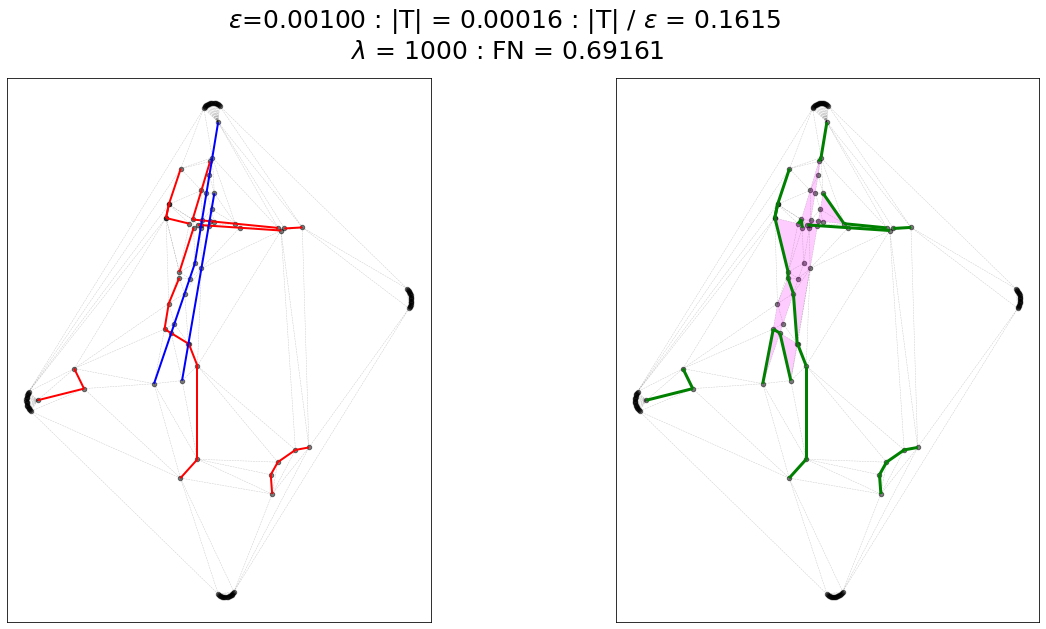 ε=0.00100 : |T| = 0.00016 : |T| / ε = 0.1615
λ = 1000 : FN = 0.69161